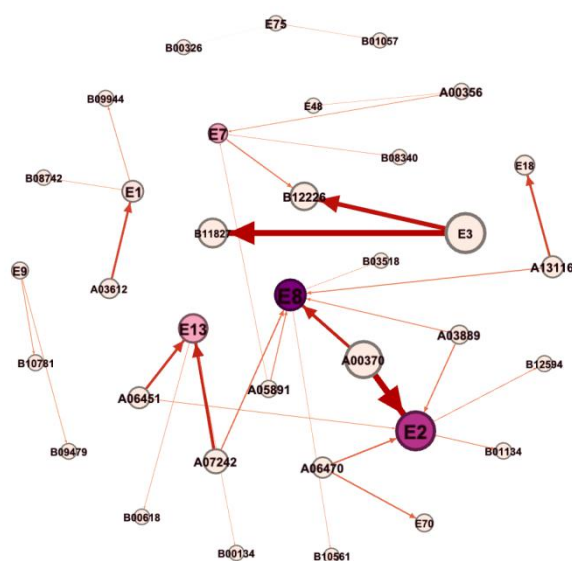 E75
B00326
B01057
B09944
E48
A00356
E7
B08340
E18
B08742
E1
B12226
B11827
E3
B03518
A13116
E9
A03612
E8
E13
A03889
B10781
A00370
B12594
A05891
A06451
E2
B09479
B01134
A07242
A06470
B00618
E70
B00134
B10561